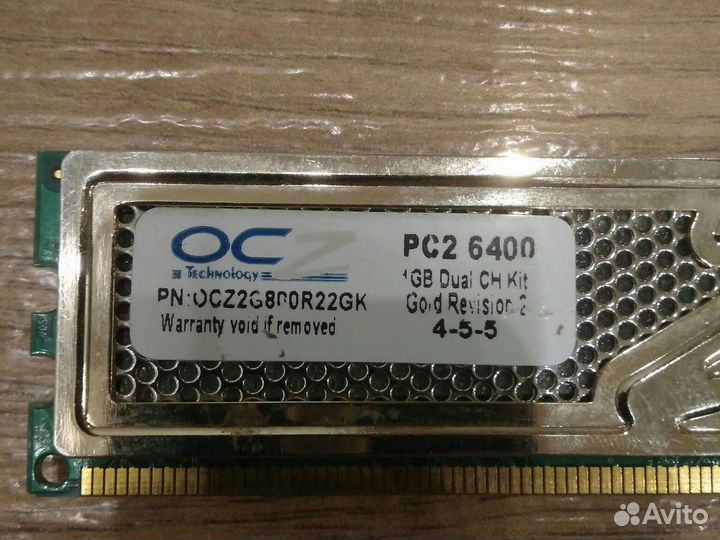 OCZ
Technology
PN:OCZ2G800R22GK
Warranty void if removed
PC2 6400
1GB Dual CH Kit
Gold Revision 2
4-5-5
Avito